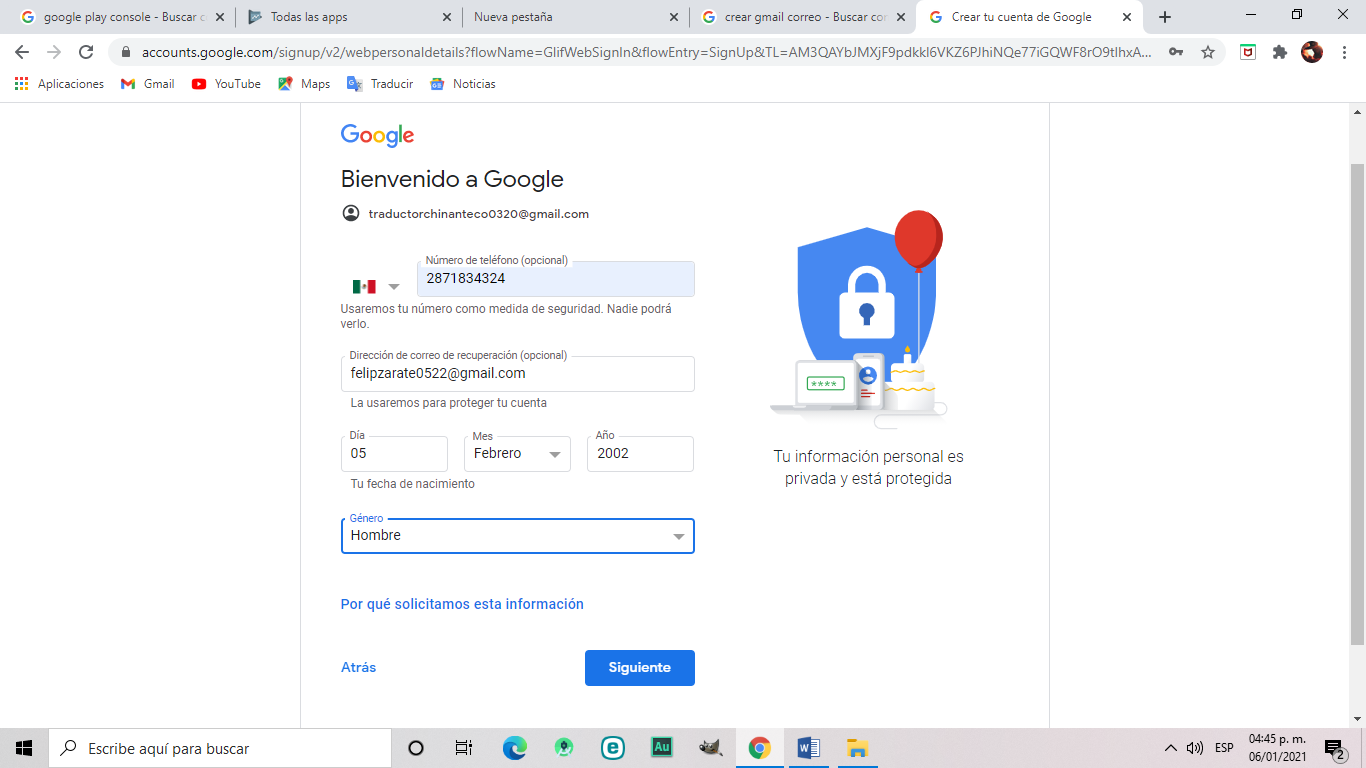 google play console - Buscar c
Todas las apps
Nueva pestaña
crear gmail correo - Buscar cor
Crear tu cuenta de Google
accounts.google.com/signup/v2/webpersonaldetails?flowName=GlifWebSignIn&flowEntry=SignUp&TL=AM3QAYbJMXjF9pdkkI6VKZ6PJhiNQe77iGQWF8rO9tlhxA...
Aplicaciones
Gmail
YouTube
Maps
Traducir
Noticias
Google
Bienvenido a Google
traductorchinanteco0320@gmail.com
Número de teléfono (opcional)
2871834324
Usaremos tu número como medida de seguridad. Nadie podrá
verlo.
Dirección de correo de recuperación (opcional)
felipzarate0522@gmail.com
La usaremos para proteger tu cuenta
Día
Mes
Año
05
Febrero
2002
Tu fecha de nacimiento
Género
Hombre
Por qué solicitamos esta información
Atrás
Siguiente
****
Tu información personal es
privada y está protegida
Escribe aquí para buscar
Au
ESP
04:45 p. m.
06/01/2021
2